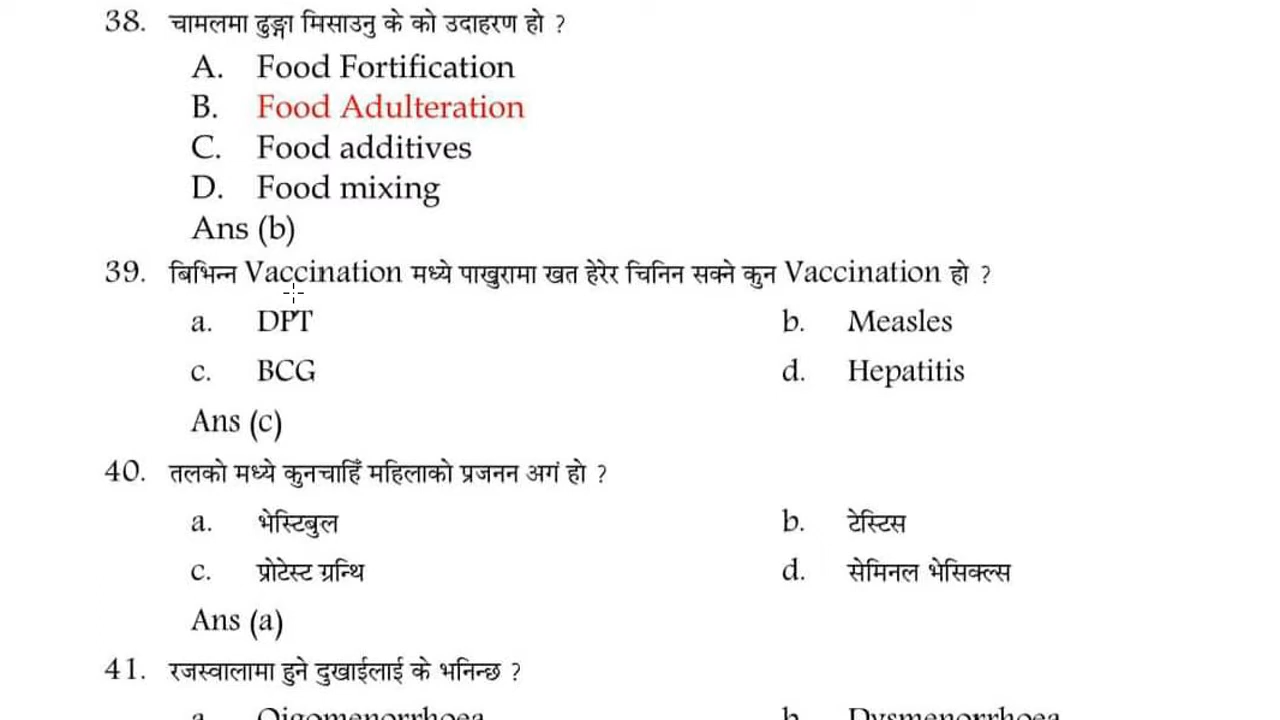 38. चामलमा ढुङ्गा मिसाउनु के को उदाहरण हो ?
A. Food Fortification
B. Food Adulteration
C. Food additives
D. Food mixing
Ans (b)
39. बिभिन्न Vaccination मध्ये पाखुरामा खत हेरेर चिनिन सक्ने कुन Vaccination हो ?
a. DPT b. Measles
c. BCG d. Hepatitis
Ans (c)
40. तलको मध्ये कुनचाहिँ महिलाको प्रजनन अगं हो ?
a. भेस्टिबुल b. टेस्टिस
c. प्रोटेस्ट ग्रन्थि d. सेमिनल भेसिक्ल्स
Ans (a)
41. रजस्वालामा हुने दुखाईलाई के भनिन्छ ?
a. Oigomenorrhoea b. Dysmenorrhoea